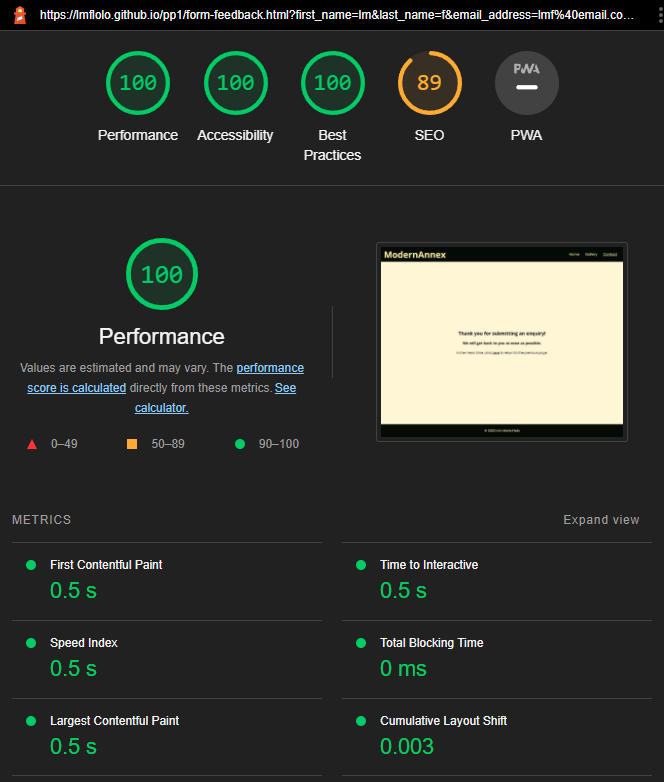 https://lmflolo.github.io/pp1/form-feedback.html?first_name=lm&last_name=f&email_address=lmf%40email.co...
100 100 100 89 PWA
Performance Accessibility Best Practices SEO PWA
100
Performance
Values are estimated and may vary. The performance
score is calculated directly from these metrics. See
calculator.
0–49 50–89 90–100
ModernAnnex Home Gallery Contact
Thank you for submitting an enquiry!
We will get back to you as soon as possible.
METRICS Expand view
First Contentful Paint Time to Interactive
0.5 s 0.5 s
Speed Index Total Blocking Time
0.5 s 0 ms
Largest Contentful Paint Cumulative Layout Shift
0.5 s 0.003